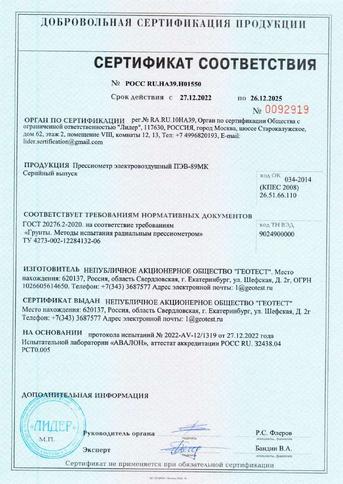 ДОБРОВОЛЬНАЯ СЕРТИФИКАЦИЯ ПРОДУКЦИИ
СЕРТИФИКАТ СООТВЕТСТВИЯ
№ РОСС RU.НА39.Н01550
Срок действия с 27.12.2022 по 26.12.2025
№ 0092919
ОРГАН ПО СЕРТИФИКАЦИИ рег.№ RA.RU.10НА39, Орган по сертификации Общества с
ограниченной ответственностью "Лидер", 117630, РОССИЯ, город Москва, шоссе Старокалужское,
дом 62, этаж 2, помещение VIII, комнаты 12, 13, Тел +7 4996820193, E-mail:
lider.sertification@gmail.com
ПРОДУКЦИЯ Прессиометр электровоздушный ПЭВ-89МК
Серийный выпуск
код ОК 034-2014
(КПЕС 2008)
26.51.66.110
СООТВЕТСТВУЕТ ТРЕБОВАНИЯМ НОРМАТИВНЫХ ДОКУМЕНТОВ
ГОСТ 20276.2-2020. на соответствие требованиям
«Грунты. Методы испытания радиальным прессиометром»
ТУ 4273-002-12284132-06
код ТН ВЭД
9024900000
ИЗГОТОВИТЕЛЬ НЕПУБЛИЧНОЕ АКЦИОНЕРНОЕ ОБЩЕСТВО "ГЕОТЕСТ". Место
нахождения: 620137, Россия, область Свердловская, г. Екатеринбург, ул. Шефская, Д. 2г, ОГРН
1026605614650, Телефон: +7(343) 3687577 Адрес электронной почты: 1@geotest.ru
СЕРТИФИКАТ ВЫДАН НЕПУБЛИЧНОЕ АКЦИОНЕРНОЕ ОБЩЕСТВО "ГЕОТЕСТ"
Место нахождения: 620137, Россия, область Свердловская, г. Екатеринбург, ул. Шефская, Д. 2г
Телефон: +7(343) 3687577 Адрес электронной почты: 1@geotest.ru
НА ОСНОВАНИИ протокола испытаний № 2022-AV-12/1319 от 27.12.2022 года
Испытательной лаборатории «АВАЛОН», аттестат аккредитации РОСС RU. 32438.04
РСТ0.005
ДОПОЛНИТЕЛЬНАЯ ИНФОРМАЦИЯ
«ЛИДЕР»
М.П.
Руководитель органа
Р.С. Флеров
Эксперт
Бандин В.А.
Сертификат не применяется при обязательной сертификации